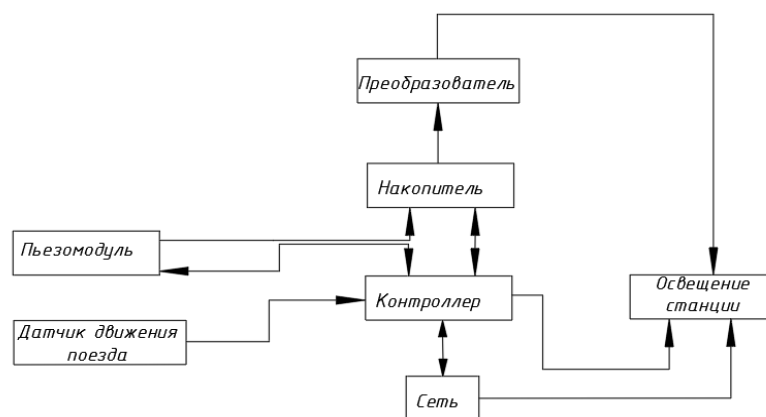 Преобразователь
Накопитель
Пьезомодуль
Контроллер
Освещение
станции
Датчик движения
поезда
Сеть